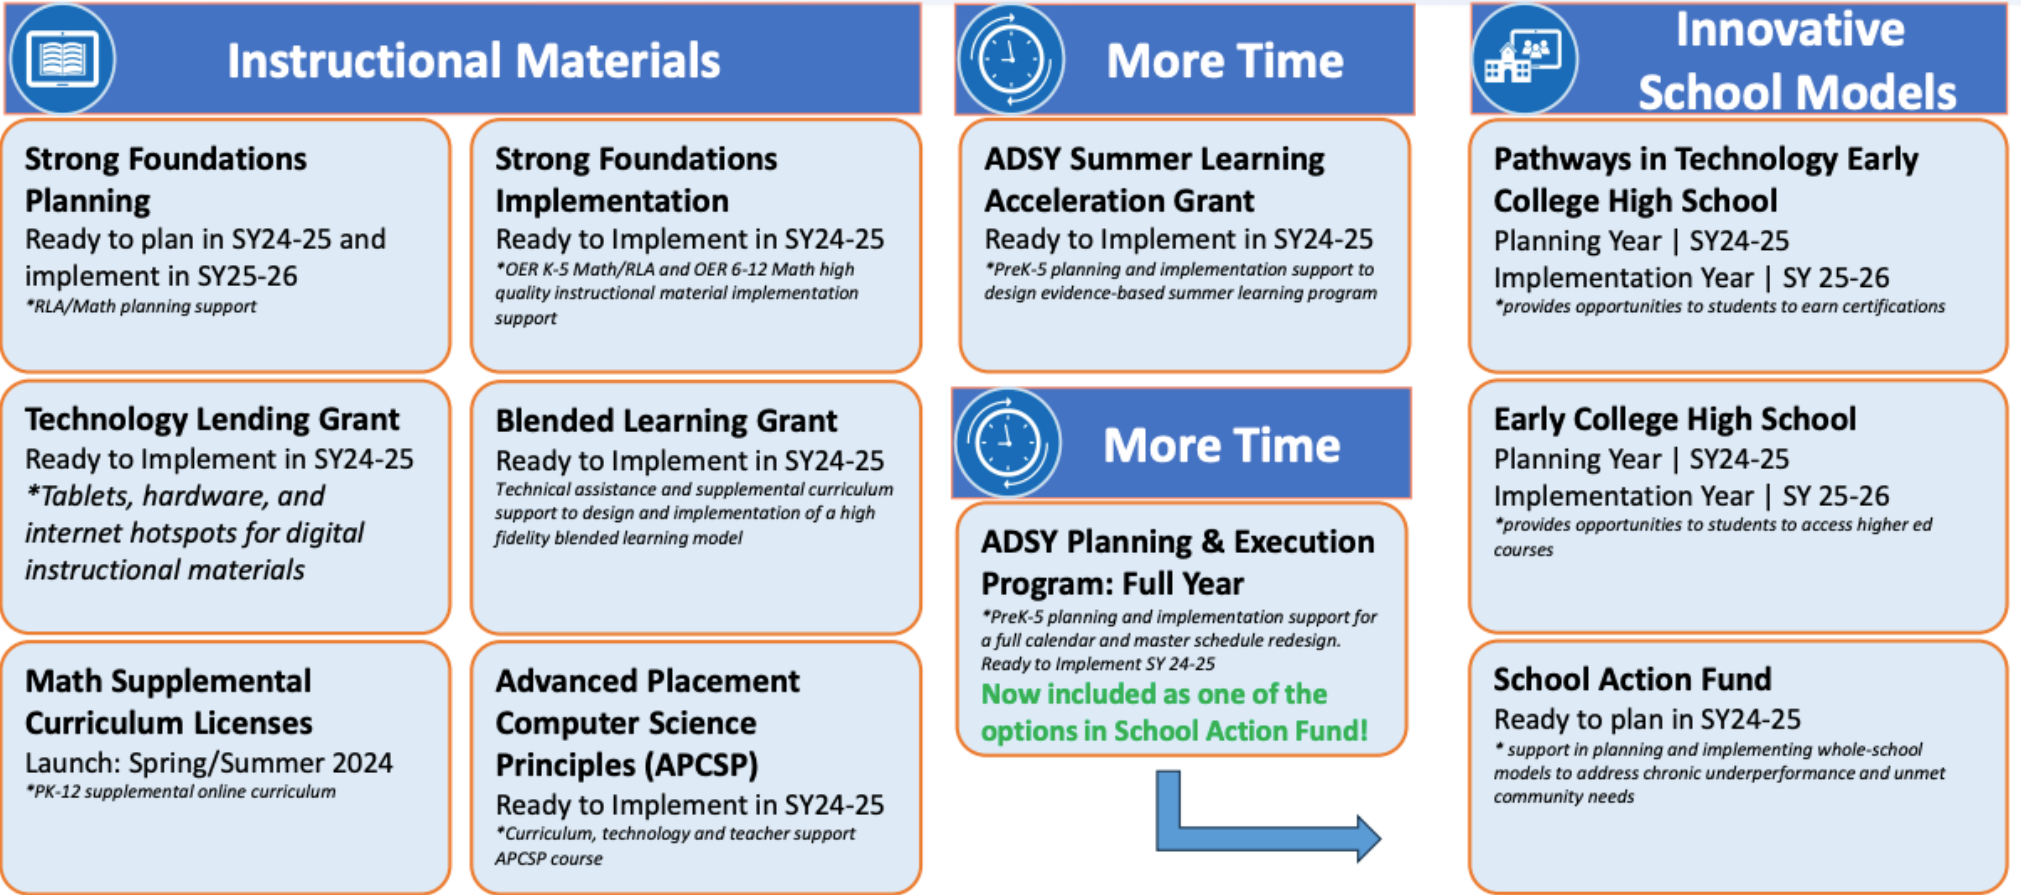 Instructional Materials
Strong Foundations
Planning
Ready to plan in SY24-25 and
implement in SY25-26
*RLA/Math planning support
Strong Foundations
Implementation
Ready to Implement in SY24-25
*OER K-5 Math/RLA and OER 6-12 Math high
quality instructional material implementation
support
Technology Lending Grant
Ready to Implement in SY24-25
*Tablets, hardware, and
internet hotspots for digital
instructional materials
Blended Learning Grant
Ready to Implement in SY24-25
Technical assistance and supplemental curriculum
support to design and implementation of a high
fidelity blended learning model
Math Supplemental
Curriculum Licenses
Launch: Spring/Summer 2024
*PK-12 supplemental online curriculum
Advanced Placement
Computer Science
Principles (APCSP)
Ready to Implement in SY24-25
*Curriculum, technology and teacher support
APCSP course
More Time
ADSY Summer Learning
Acceleration Grant
Ready to Implement in SY24-25
*PreK-5 planning and implementation support to
design evidence-based summer learning program
More Time
ADSY Planning & Execution
Program: Full Year
*PreK-5 planning and implementation support for
a full calendar and master schedule redesign.
Ready to Implement SY 24-25
Now included as one of the
options in School Action Fund!
Innovative
School Models
Pathways in Technology Early
College High School
Planning Year | SY24-25
Implementation Year | SY 25-26
*provides opportunities to students to earn certifications
Early College High School
Planning Year | SY24-25
Implementation Year | SY 25-26
*provides opportunities to students to access higher ed
courses
School Action Fund
Ready to plan in SY24-25
* support in planning and implementing whole-school
models to address chronic underperformance and unmet
community needs